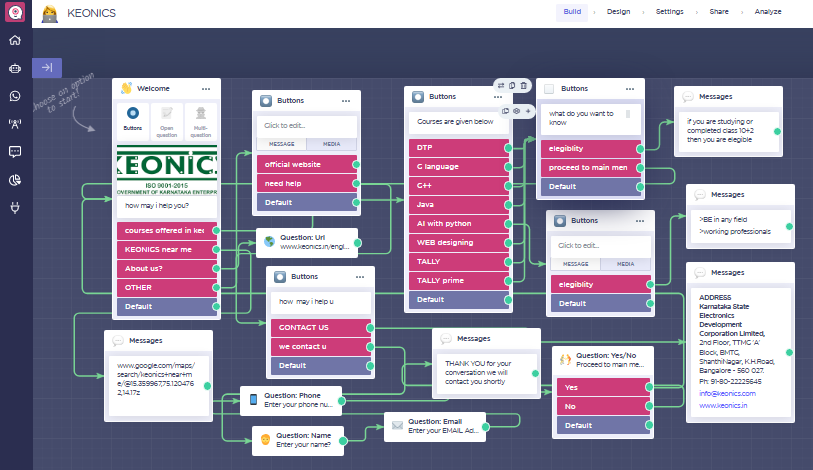 KEONICS
Build
Design
Settings
Share
Analyze
Choose an option
to start!
Welcome
Buttons
Open
question
Multi-
question
KEONICS
ISO 9001-2015
GOVERNMENT OF KARNATAKA ENTERPR
how may i help you?
courses offered in keo
KEONICS near me
About us?
OTHER
Default
Buttons
Click to edit...
MESSAGE
MEDIA
official website
need help
Default
Question: Url
www.keonics.in/engl...
Buttons
how may i help u
CONTACT US
we contact u
Default
Messages
www.google.com/maps/
search/keonics+near+m
e/@15.359967,75.120476
2,14.17z
Question: Phone
Enter your phone nu...
Question: Name
Enter your name?
Question: Email
Enter your EMAIL Ad...
Buttons
Courses are given below
DTP
C language
C++
Java
AI with python
WEB designing
TALLY
TALLY prime
Default
Messages
THANK YOU for your
conversation we will
contact you shortly
Buttons
what do you want to
know
elegiblity
proceed to main men
Default
Buttons
Click to edit...
MESSAGE
MEDIA
elegiblity
Default
Question: Yes/No
Proceed to main me...
Yes
No
Default
Messages
if you are studying or
completed class 10+2
then you are elegible
Messages
>BE in any field
>working professionals
Messages
ADDRESS
Karnataka State
Electronics
Development
Corporation Limited,
2nd Floor, TTMG 'A'
Block, BMTC,
ShanthiNagar, K.H.Road,
Bangalore - 560 027.
Ph: 91-80-22225645
info@keonics.in
www.keonics.in